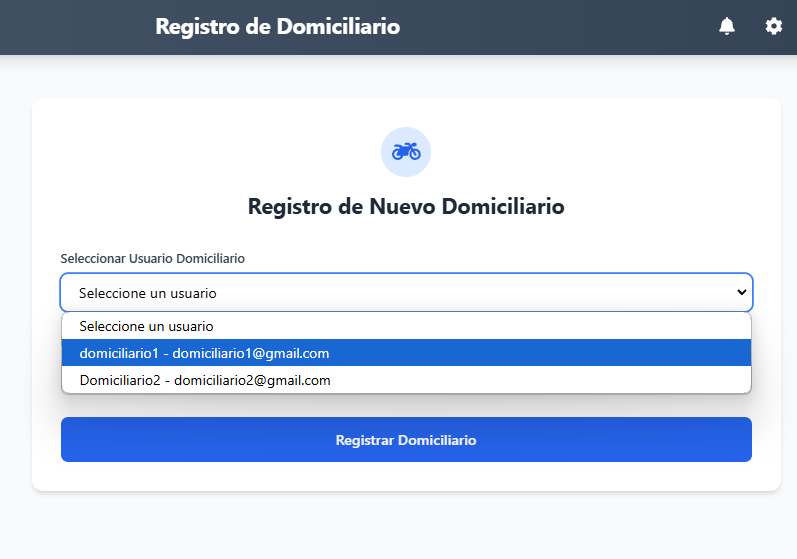 Registro de Domiciliario
Registro de Nuevo Domiciliario
Seleccionar Usuario Domiciliario
Seleccione un usuario
Seleccione un usuario
domiciliario1 - domiciliario1@gmail.com
Domiciliario2 - domiciliario2@gmail.com
Registrar Domiciliario